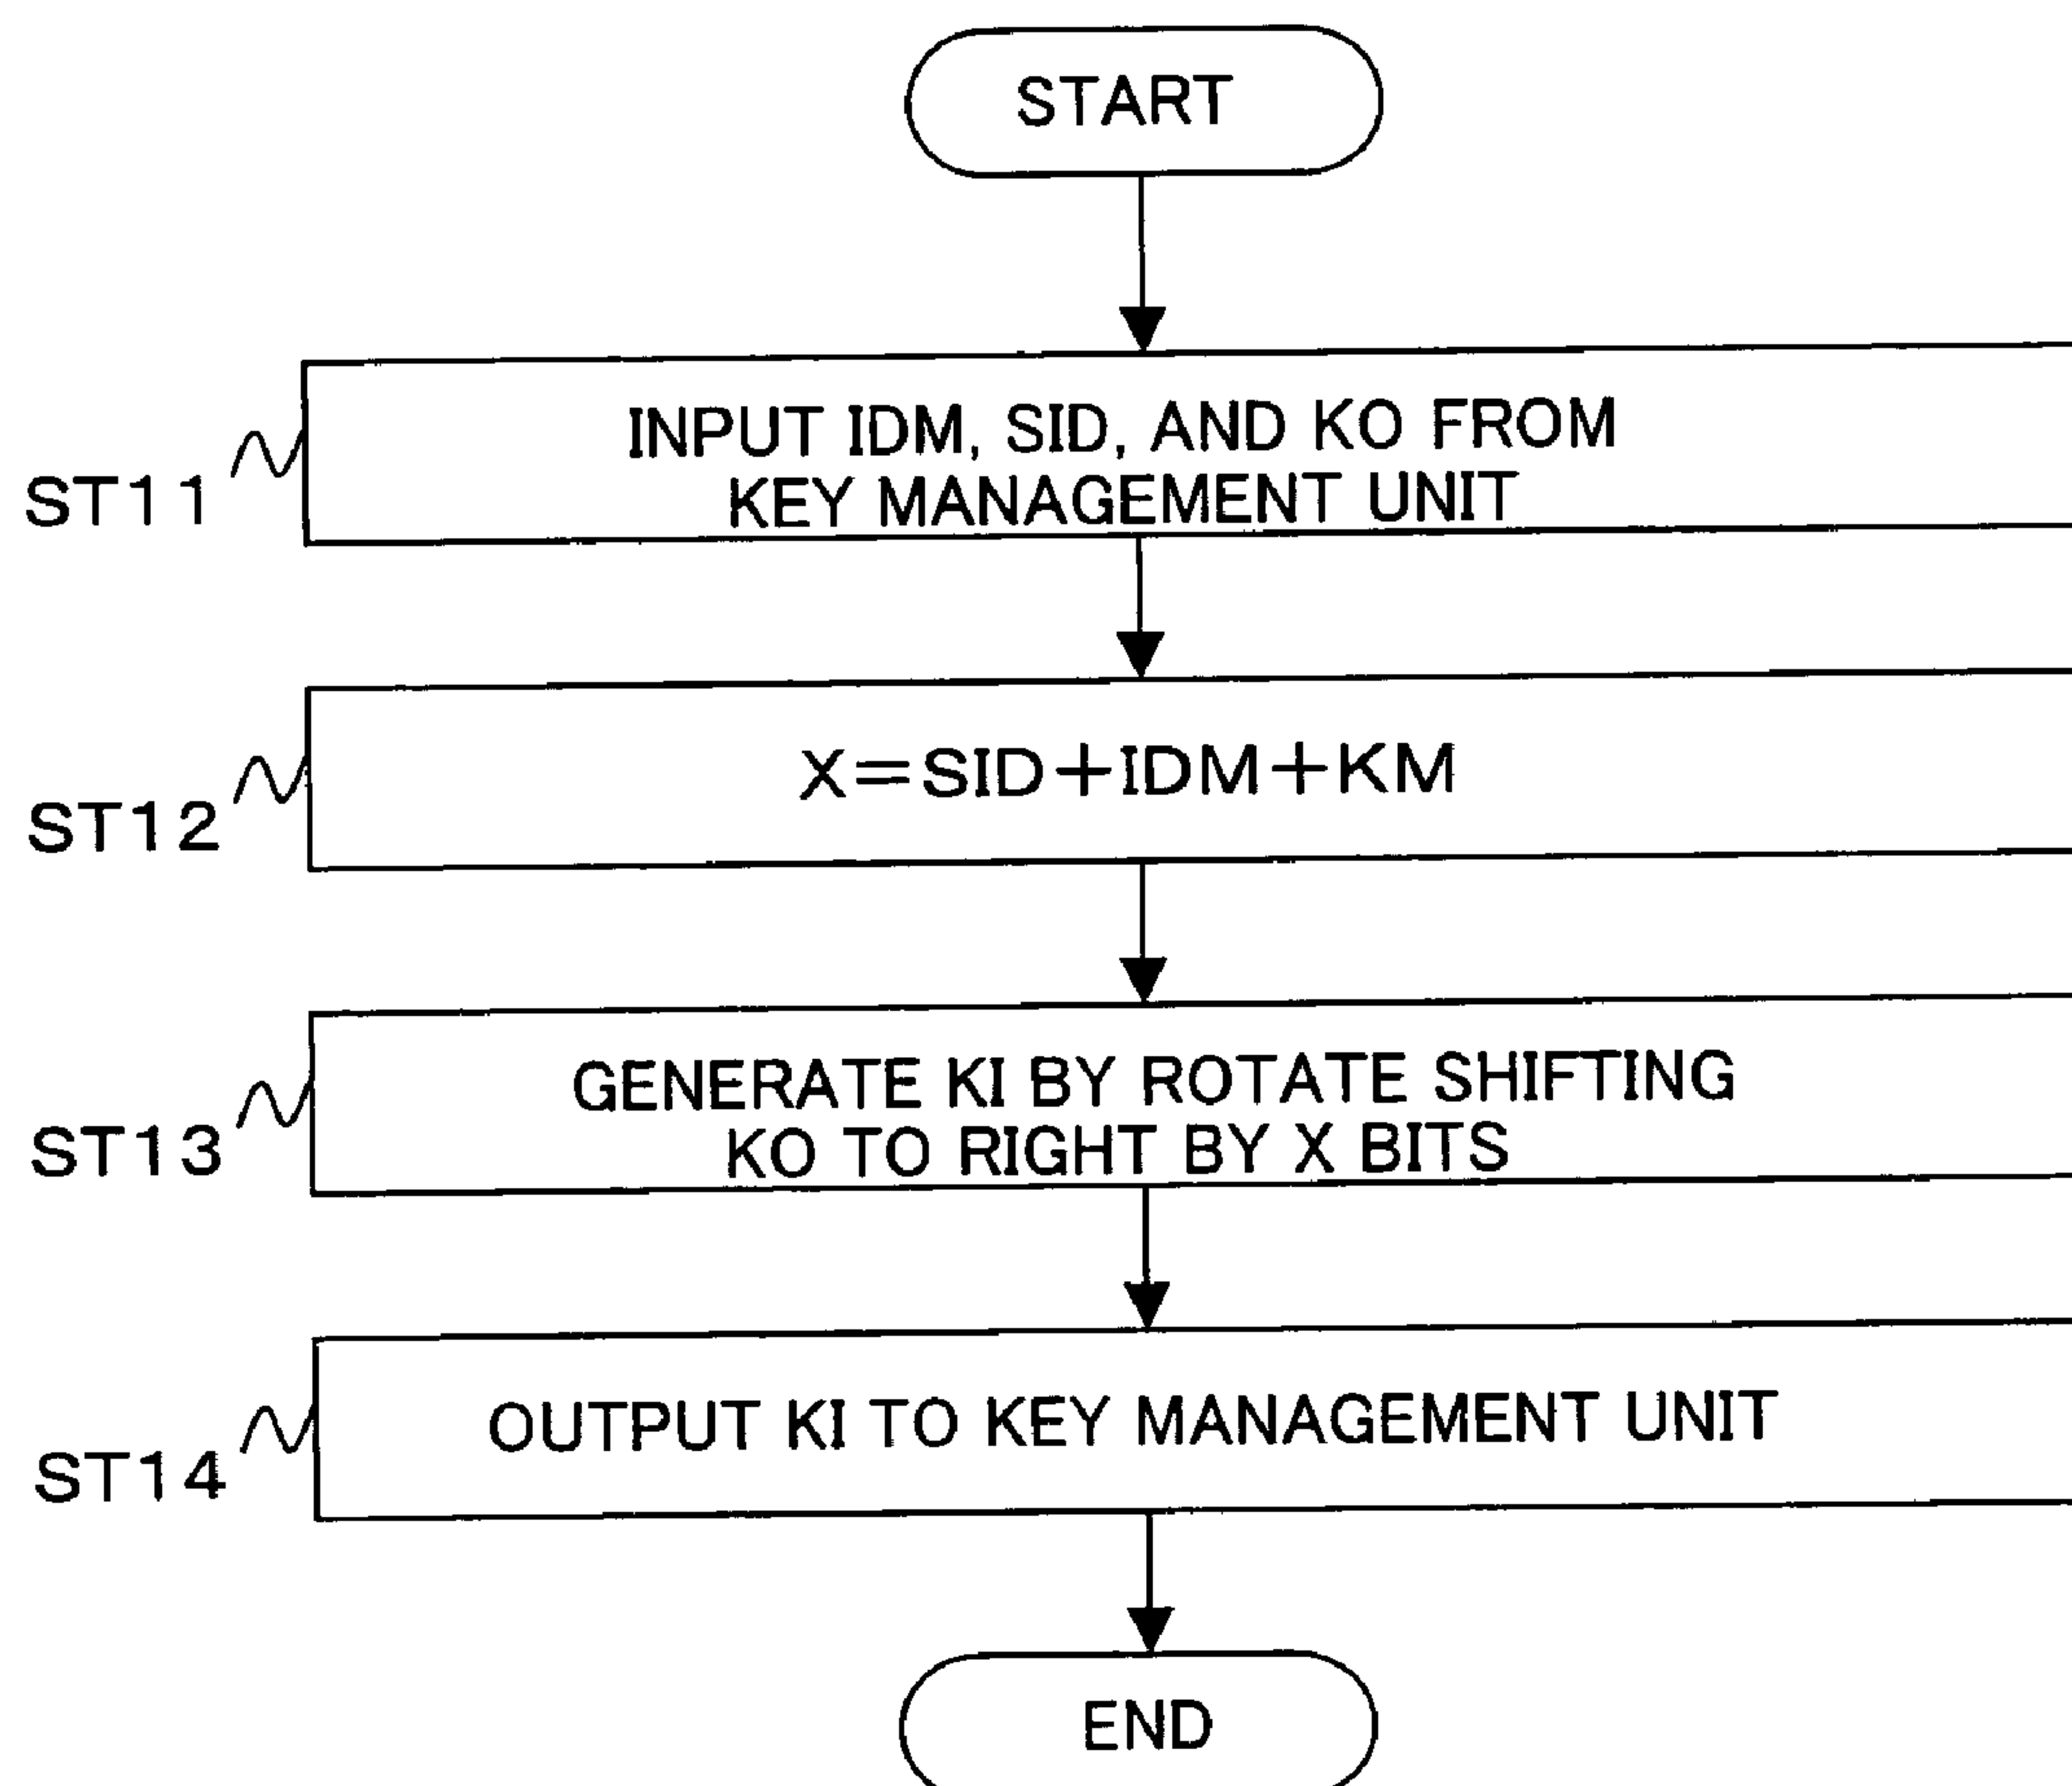 START
INPUT IDM, SID, AND KO FROM
KEY MANAGEMENT UNIT
ST11
X=SID+IDM+KM
ST12
GENERATE KI BY ROTATE SHIFTING
KO TO RIGHT BY X BITS
ST13
OUTPUT KI TO KEY MANAGEMENT UNIT
ST14
END